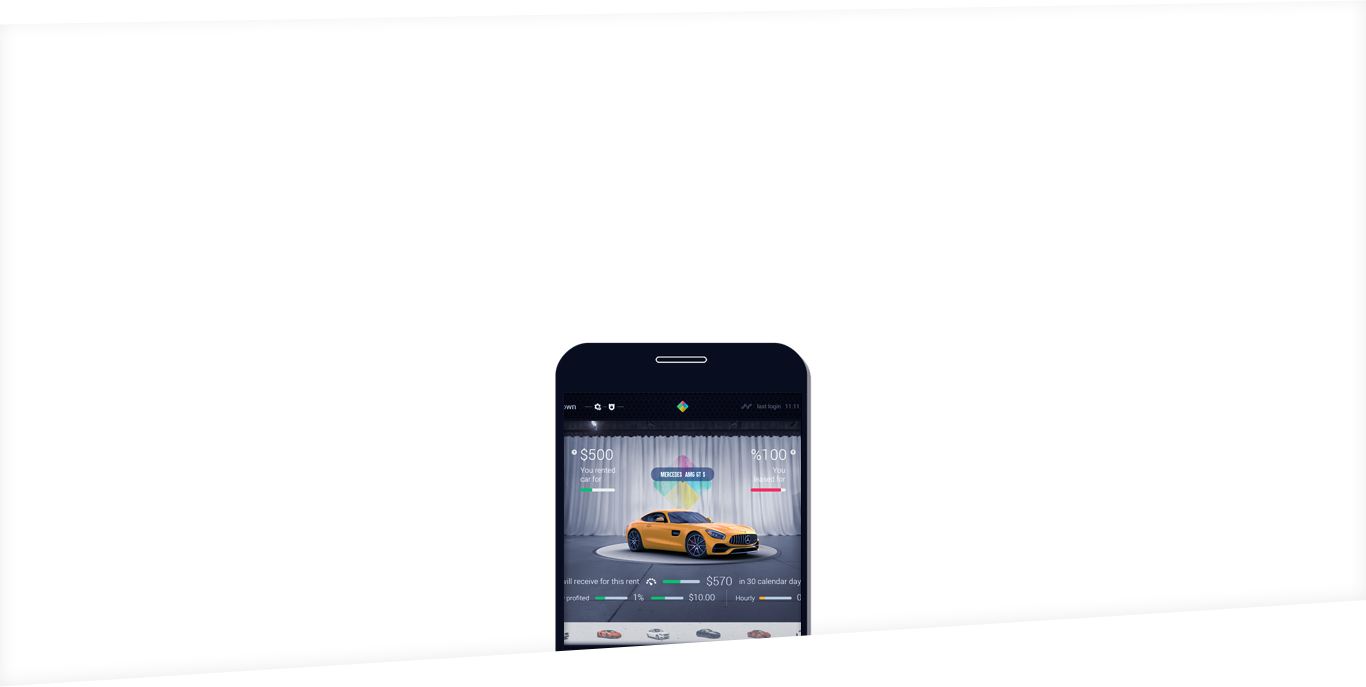 own
last login 11:11
$500
%100
You rented
car for
You
leased for
MERCEDES AMG GT S
will receive for this rent
$570
in 30 calendar day
profited
1%
$10.00
Hourly
0